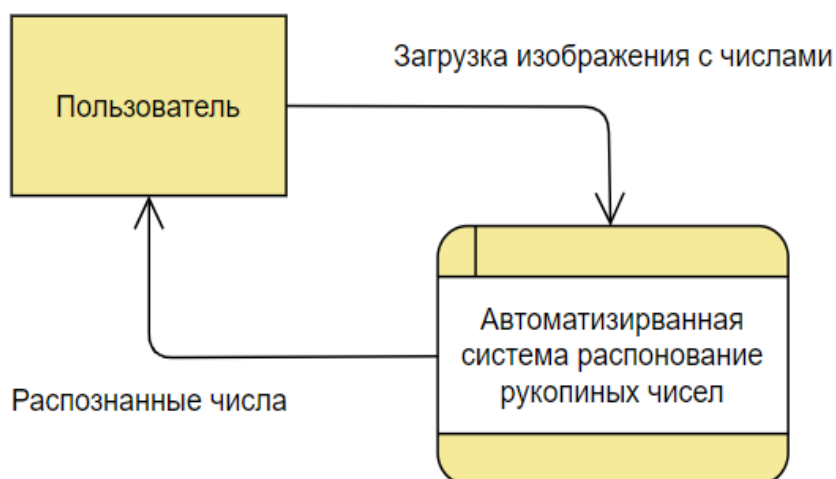 Загрузка изображения с числами
Пользователь
Автоматизирванная
система распонование
рукопиных чисел
Распознанные числа